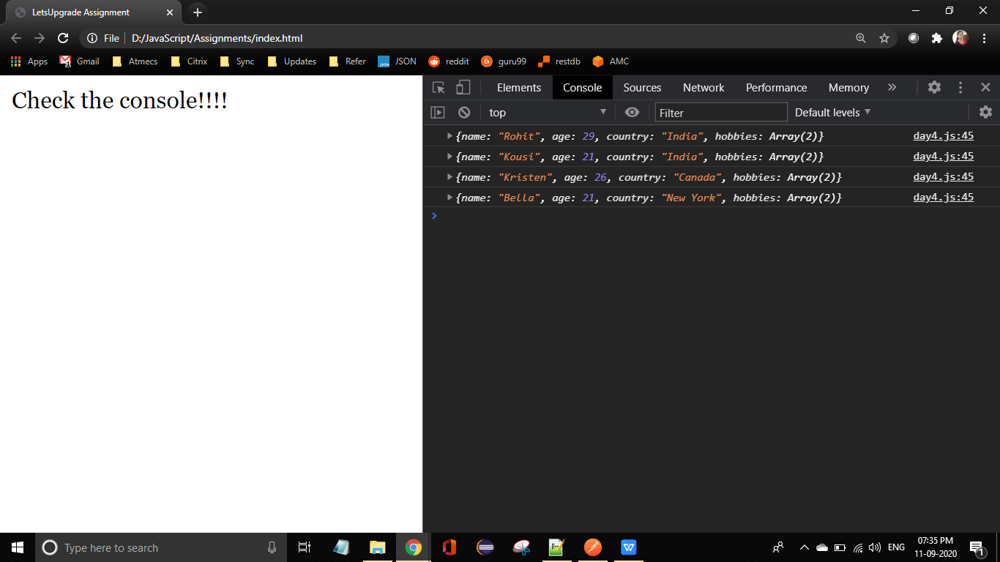 LetsUpgrade Assignment
File D:/JavaScript/Assignments/index.html
Apps Gmail Atmecs Citrix Sync Updates Refer JSON reddit guru99 restdb AMC
Check the console!!!!
Elements Console Sources Network Performance Memory »
top Filter Default levels
{name: "Rohit", age: 29, country: "India", hobbies: Array(2)} day4.js:45
{name: "Kousi", age: 21, country: "India", hobbies: Array(2)} day4.js:45
{name: "Kristen", age: 26, country: "Canada", hobbies: Array(2)} day4.js:45
{name: "Bella", age: 21, country: "New York", hobbies: Array(2)} day4.js:45
Type here to search ENG 07:35 PM
11-09-2020 1